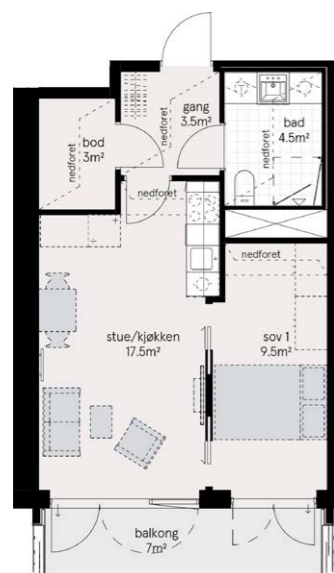 gang
3.5m²
nedforet
bad
4.5m²
nedforet
bod
3m²
nedforet
nedforet
nedforet
stue/kjøkken
17.5m²
sov 1
9.5m²
balkong
7m²